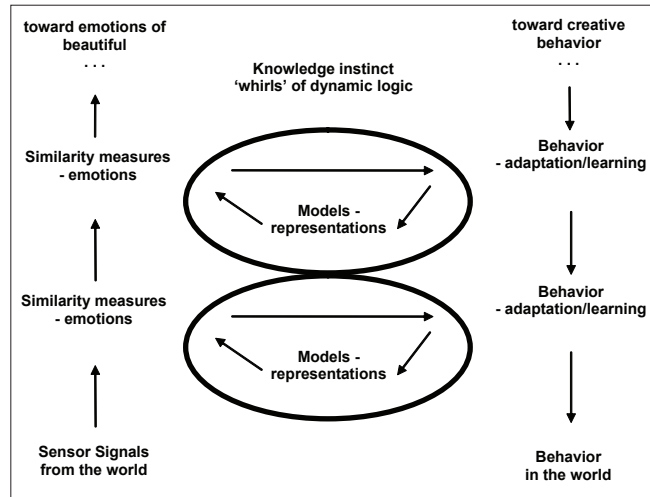 toward emotions of
beautiful
. . .
Knowledge instinct
‘whirls’ of dynamic logic
toward creative
behavior
. . .
Similarity measures
- emotions
Models -
representations
Behavior
- adaptation/learning
Similarity measures
- emotions
Models -
representations
Behavior
- adaptation/learning
Sensor Signals
from the world
Behavior
in the world